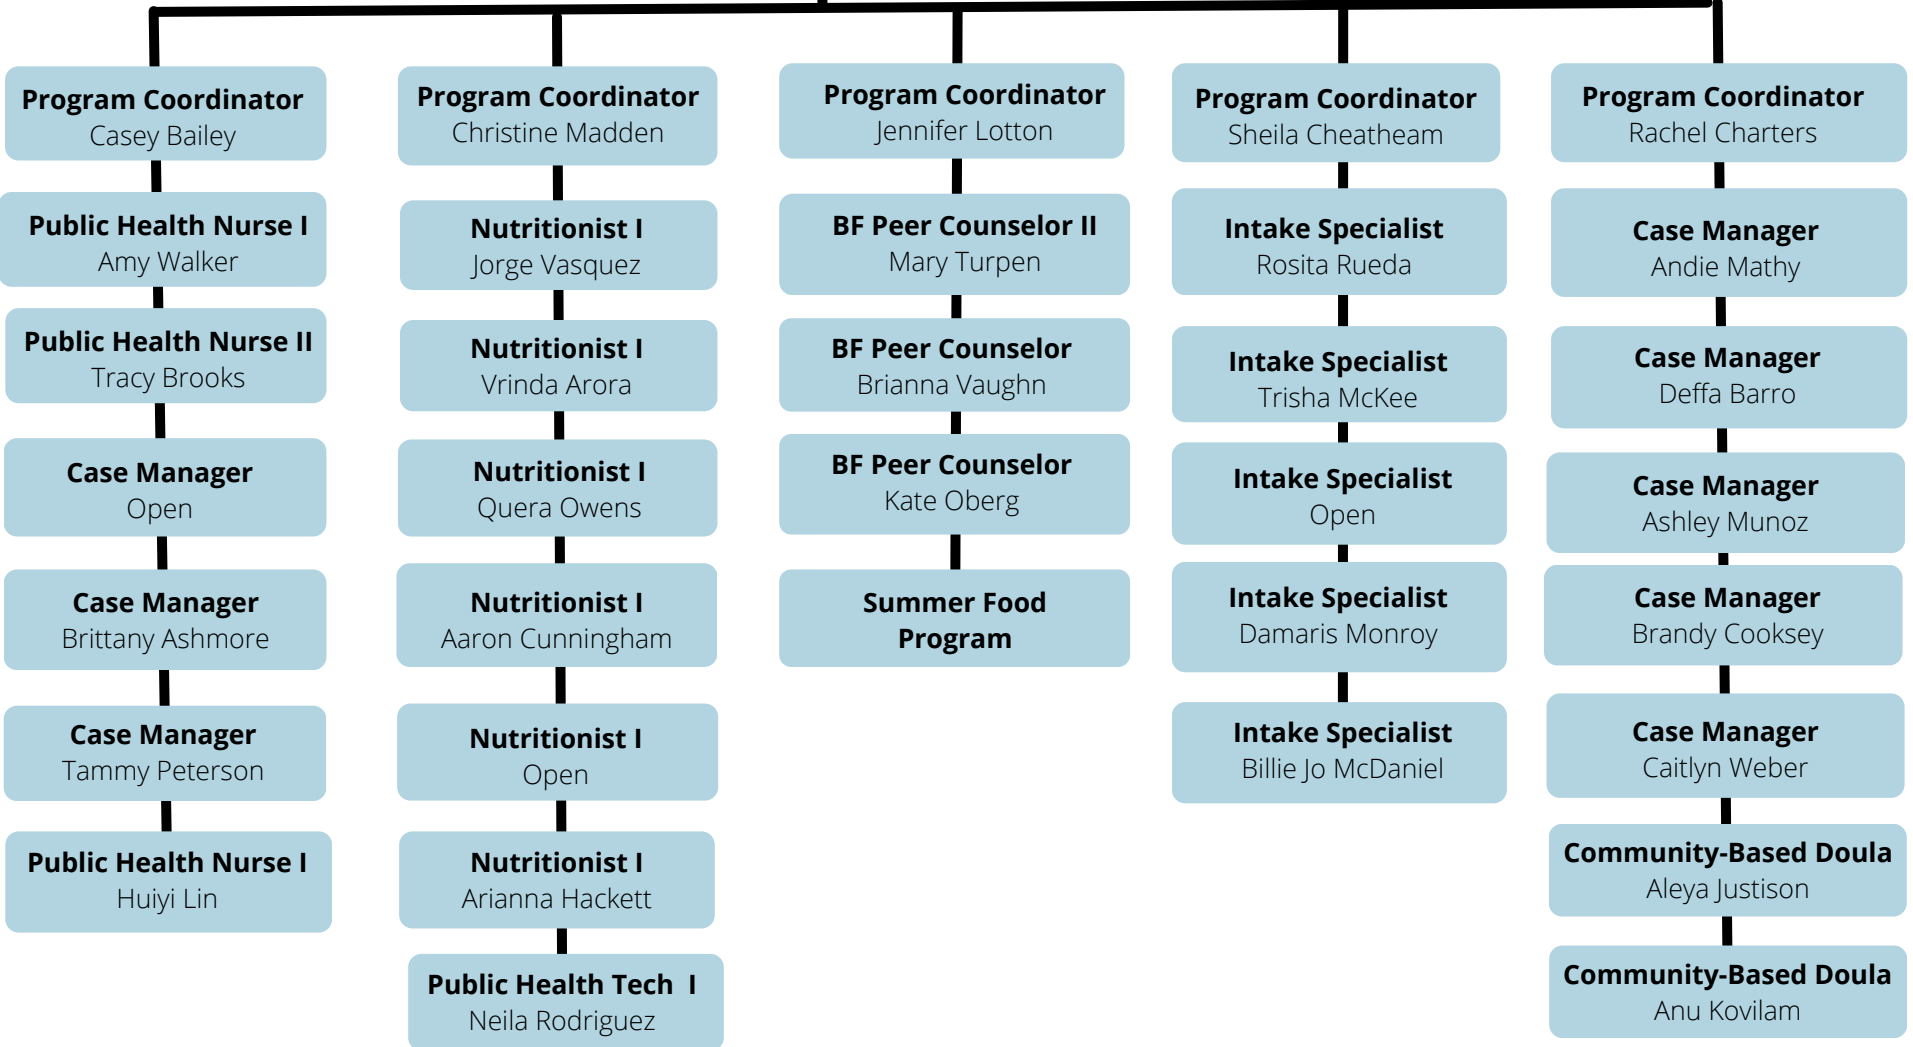 Program Coordinator
Casey Bailey
Public Health Nurse I
Amy Walker
Public Health Nurse II
Tracy Brooks
Case Manager
Open
Case Manager
Brittany Ashmore
Case Manager
Tammy Peterson
Public Health Nurse I
Huiyi Lin
Program Coordinator
Christine Madden
Nutritionist I
Jorge Vasquez
Nutritionist I
Vrinda Arora
Nutritionist I
Quera Owens
Nutritionist I
Aaron Cunningham
Nutritionist I
Open
Nutritionist I
Arianna Hackett
Public Health Tech I
Neila Rodriguez
Program Coordinator
Jennifer Lotton
BF Peer Counselor II
Mary Turpen
BF Peer Counselor
Brianna Vaughn
BF Peer Counselor
Kate Oberg
Summer Food
Program
Program Coordinator
Sheila Cheatheam
Intake Specialist
Rosita Rueda
Intake Specialist
Trisha McKee
Intake Specialist
Open
Intake Specialist
Damaris Monroy
Intake Specialist
Billie Jo McDaniel
Program Coordinator
Rachel Charters
Case Manager
Andie Mathy
Case Manager
Deffa Barro
Case Manager
Ashley Munoz
Case Manager
Brandy Cooksey
Case Manager
Caitlyn Weber
Community-Based Doula
Aleya Justison
Community-Based Doula
Anu Kovilam